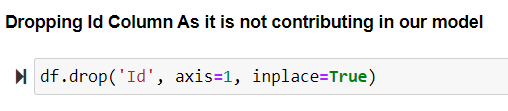 Dropping Id Column As it is not contributing in our model
df.drop('Id', axis=1, inplace=True)